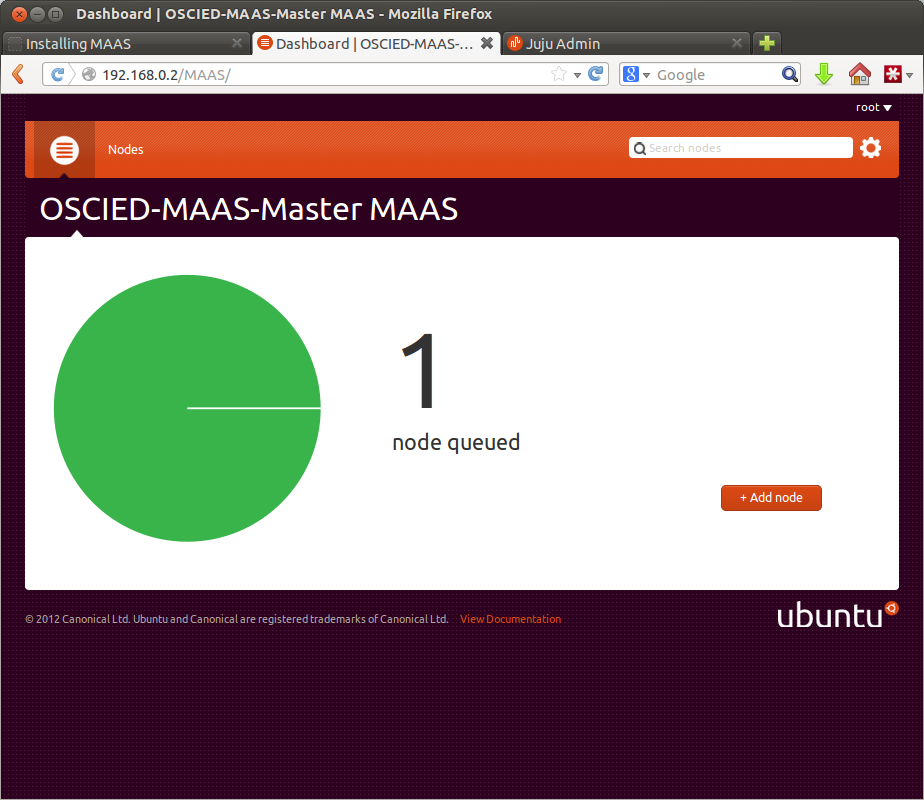 Dashboard | OSCIED-MAAS-Master MAAS - Mozilla Firefox
Installing MAAS
Dashboard | OSCIED-MAAS-...
Juju Admin
192.168.0.2/MAAS/
Google
root
Nodes
Search nodes
OSCIED-MAAS-Master MAAS
1
node queued
+ Add node
© 2012 Canonical Ltd. Ubuntu and Canonical are registered trademarks of Canonical Ltd. View Documentation
ubuntu